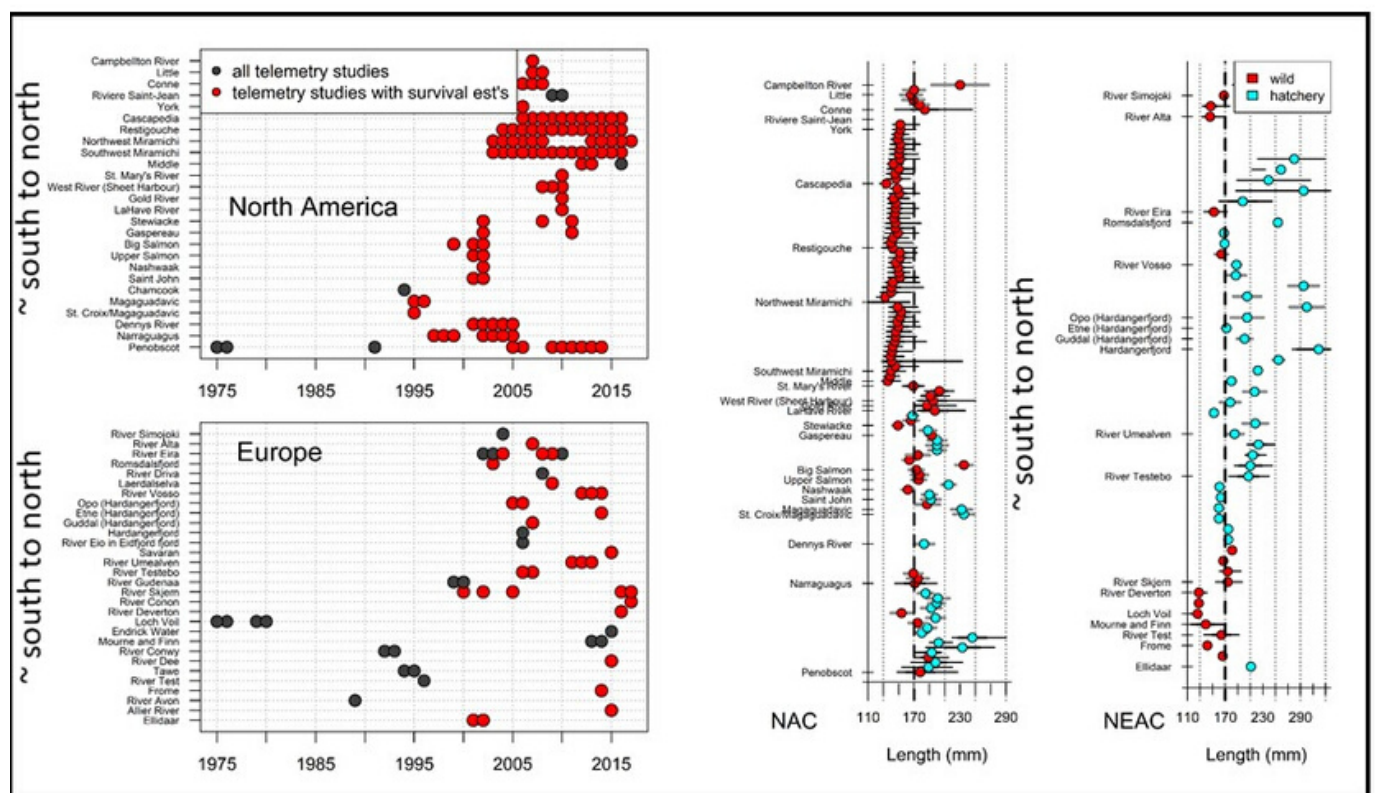 ~ south to north
Campbellton River
Little
Conne
Riviere Saint-Jean
York
Cascapedia
Restigouche
Northwest Miramichi
Southwest Miramichi
Middle
St. Mary's River
West River (Sheet Harbour)
Gold River
LaHave River
Stewiacke
Gaspereau
Big Salmon
Upper Salmon
Nashwaak
Saint John
Chamcook
Magaguadavic
St. Croix/Magaguadavic
Dennys River
Narraguagus
Penobscot
all telemetry studies
telemetry studies with survival est's
North America
1975 1985 1995 2005 2015
~ south to north
River Simojoki
River Alta
River Eira
Romsdalsfjord
River Driva
Laerdalselva
River Vosso
Opo (Hardangerfjord)
Etne (Hardangerfjord)
Guddal (Hardangerfjord)
Hardangerfjord
River Eio in Eidfjord fjord
Savaran
River Umealven
River Testebo
River Gudenaa
River Skjern
River Conon
River Deverton
Loch Voil
Endrick Water
Mourne and Finn
River Conwy
River Dee
Tawe
River Test
Frome
River Avon
Allier River
Ellidaar
Europe
1975 1985 1995 2005 2015
Campbellton River
Little
Conne
Riviere Saint-Jean
York
Cascapedia
Restigouche
Northwest Miramichi
Southwest Miramichi
Middle
St. Mary's River
West River (Sheet Harbour)
LaHave River
Stewiacke
Gaspereau
Big Salmon
Upper Salmon
Nashwaak
Saint John
Magaguadavic
St. Croix/Magaguadavic
Dennys River
Narraguagus
Penobscot
NAC
110 170 230 290
Length (mm)
~ south to north
wild
hatchery
River Simojoki
River Alta
River Eira
Romsdalsfjord
River Vosso
Opo (Hardangerfjord)
Etne (Hardangerfjord)
Guddal (Hardangerfjord)
Hardangerfjord
River Umealven
River Testebo
River Skjern
River Deverton
Loch Voil
Mourne and Finn
River Test
Frome
Ellidaar
NEAC
110 170 230 290
Length (mm)